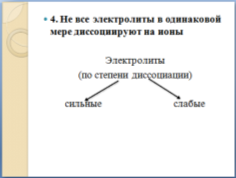 • 4. Не все электролиты в одинаковой
мере диссоциируют на ионы
Электролиты
(по степени диссоциации)
сильные слабые